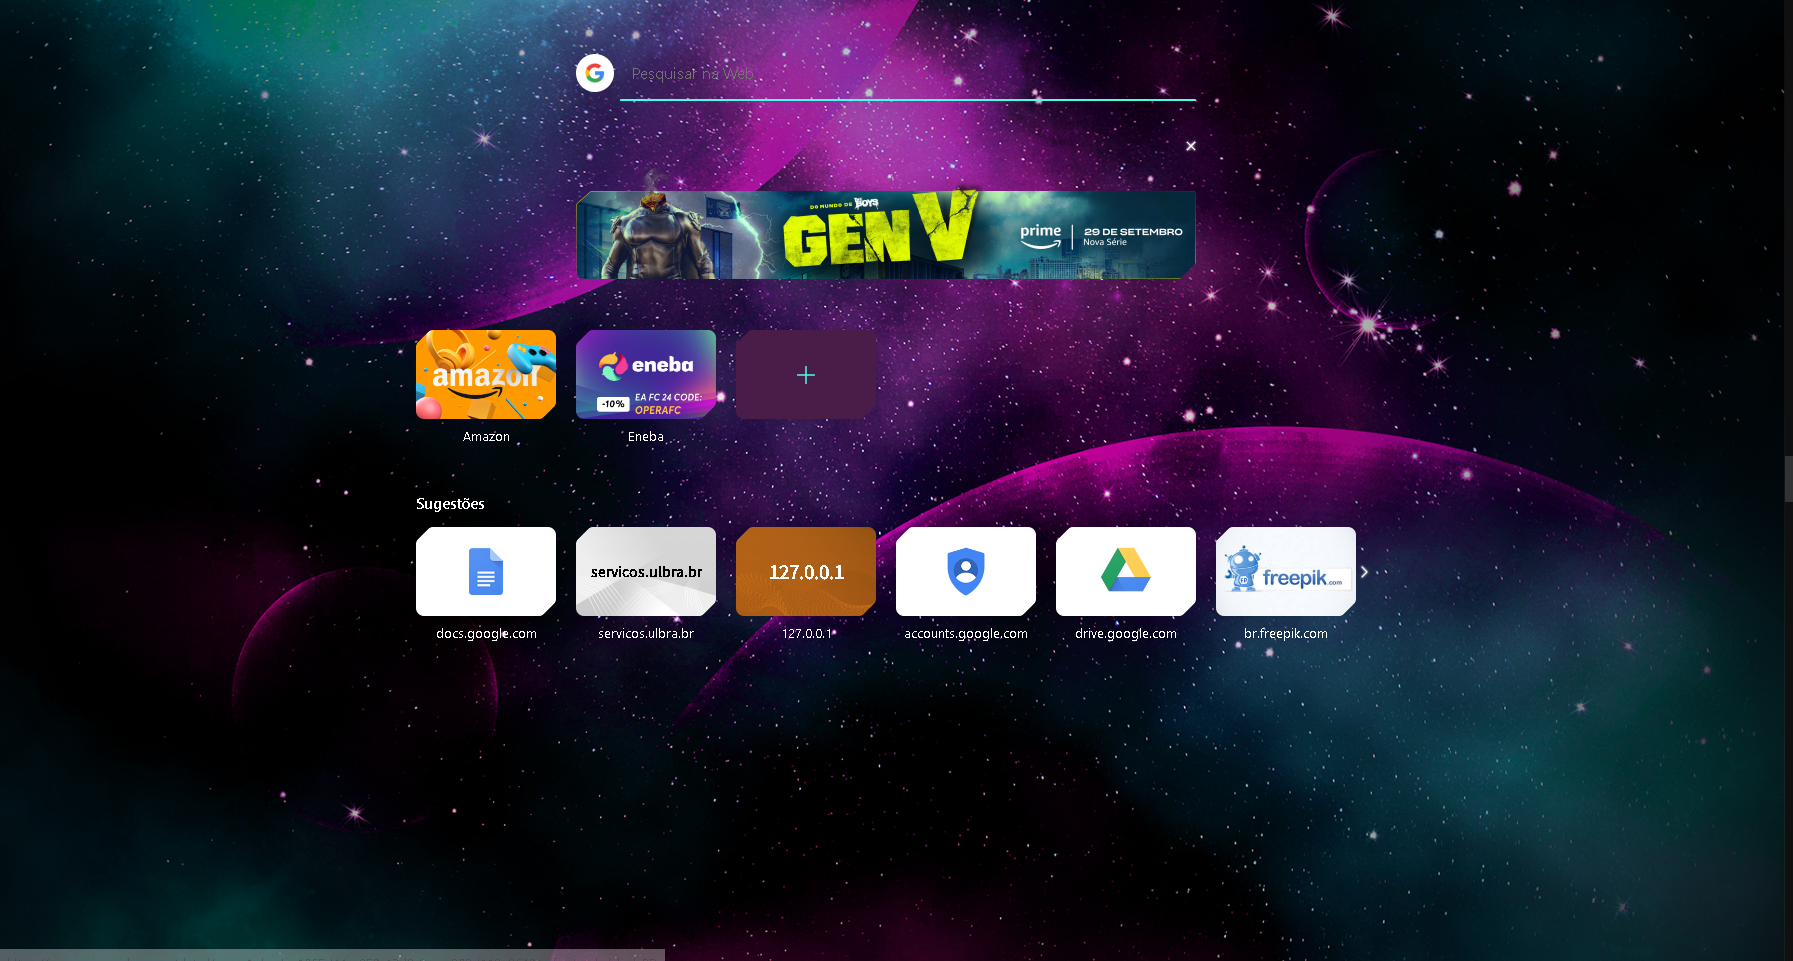 G Pesquisar na Web
DO MUNDO DE THE BOYS
GEN V
prime
29 DE SETEMBRO
Nova Série
amazon
eneba
-10%
EA FC 24 CODE:
OPERAFC
Amazon
Eneba
Sugestões
servicos.ulbra.br
127.0.0.1
freepik.com
docs.google.com
servicos.ulbra.br
127.0.0.1
accounts.google.com
drive.google.com
br.freepik.com